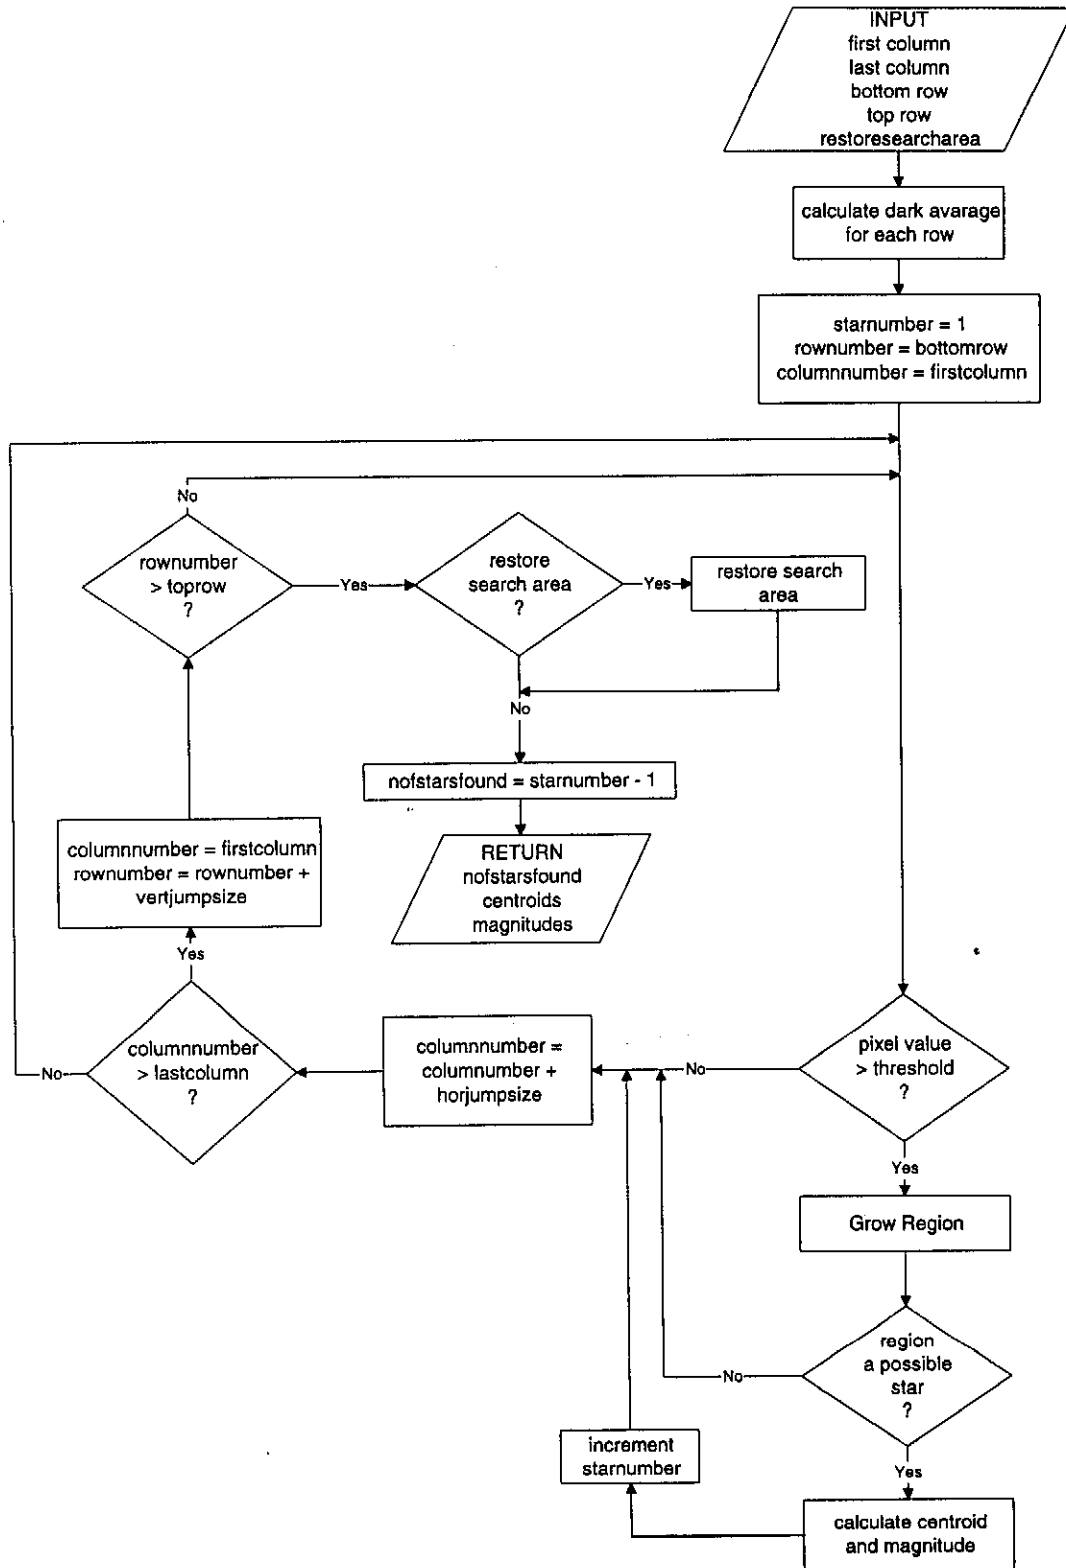 INPUT
first column
last column
bottom row
top row
restoresearcharea
calculate dark avarage
for each row
starnumber = 1
rownumber = bottomrow
columnnumber = firstcolumn
No
rownumber
> toprow
?
Yes
restore
search area
?
Yes
restore search
area
No
nofstarsfound = starnumber - 1
RETURN
nofstarsfound
centroids
magnitudes
columnnumber = firstcolumn
rownumber = rownumber +
vertjumpsize
Yes
columnnumber
> lastcolumn
?
No
columnnumber =
columnumber +
horjumpsize
No
pixel value
> threshold
?
Yes
Grow Region
region
a possible
star
?
No
Yes
increment
starnumber
calculate centroid
and magnitude